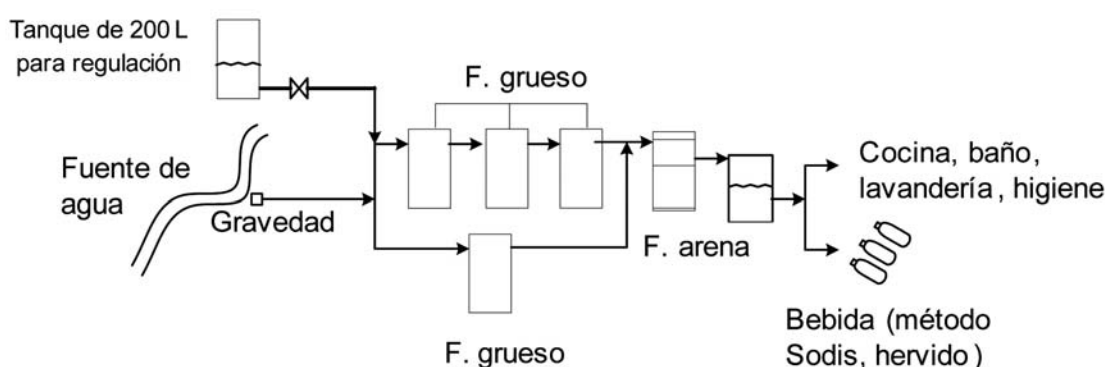 Tanque de 200 L
para regulación
F. grueso
Fuente de
agua
Gravedad
Cocina, baño,
lavandería, higiene
F. arena
Bebida (método
Sodis, hervido)
F. grueso